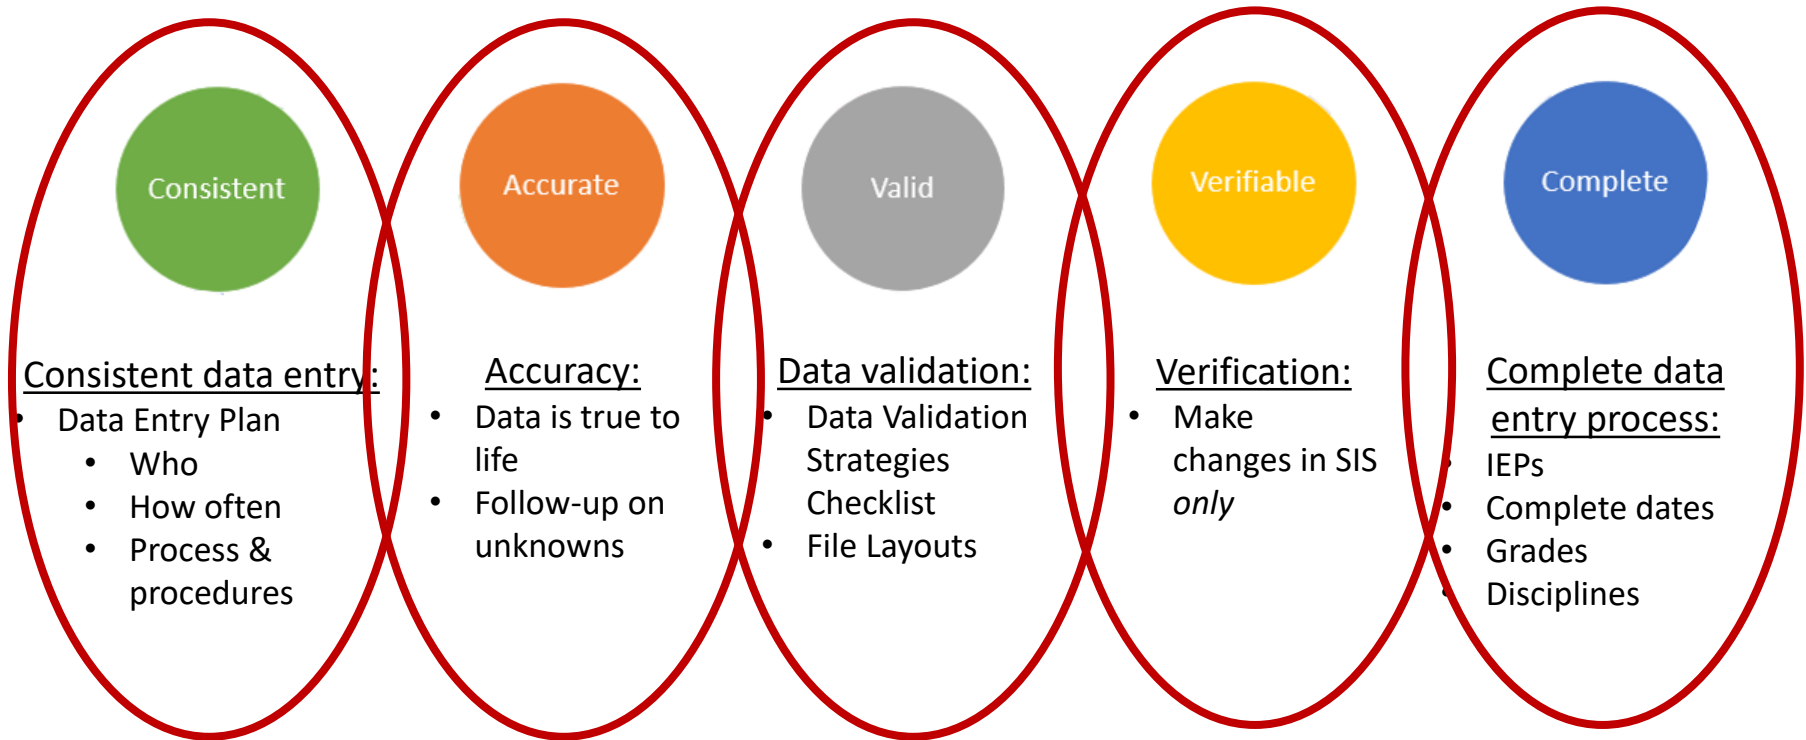 Consistent
Accurate
Valid
Verifiable
Complete
Consistent data entry:
• Data Entry Plan
• Who
• How often
• Process &
procedures
Accuracy:
• Data is true to
life
• Follow-up on
unknowns
Data validation:
• Data Validation
Strategies
Checklist
• File Layouts
Verification:
• Make
changes in SIS
only
Complete data
entry process:
• IEPs
• Complete dates
• Grades
• Disciplines